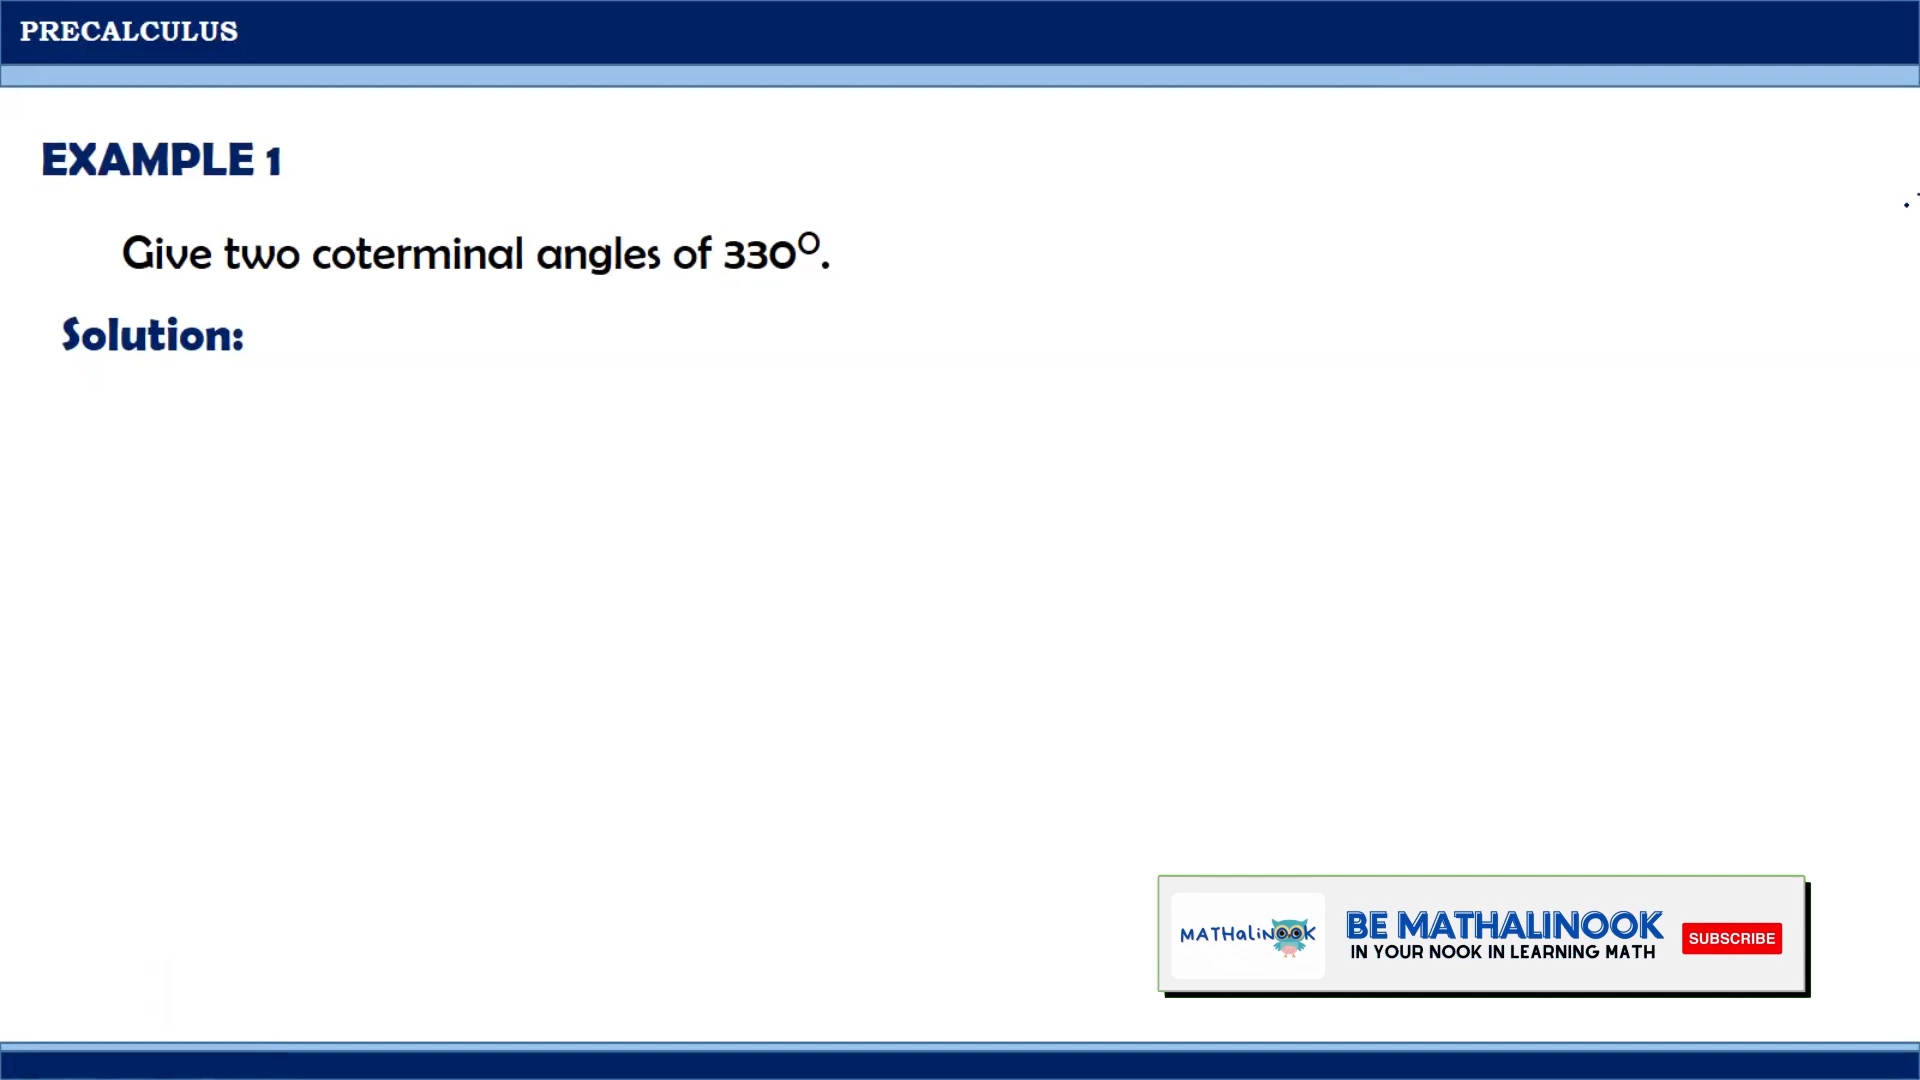 PRECALCULUS
EXAMPLE 1
Give two coterminal angles of 330⁰.
Solution:
MATHaliNOOK
BE MATHALINOOK
IN YOUR NOOK IN LEARNING MATH
SUBSCRIBE